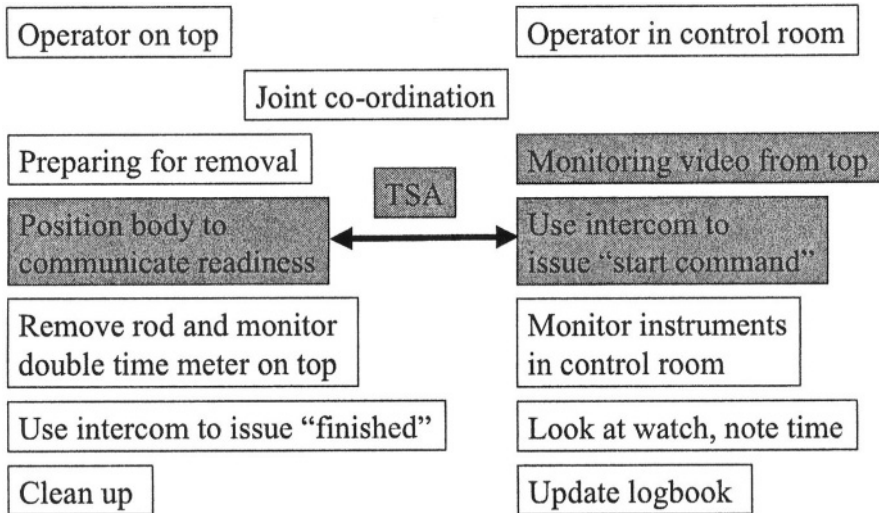 Operator on top
Operator in control room
Joint co-ordination
Preparing for removal
Monitoring video from top
TSA
Position body to
communicate readiness
Use intercom to
issue “start command”
Remove rod and monitor
double time meter on top
Monitor instruments
in control room
Use intercom to issue “finished”
Look at watch, note time
Clean up
Update logbook